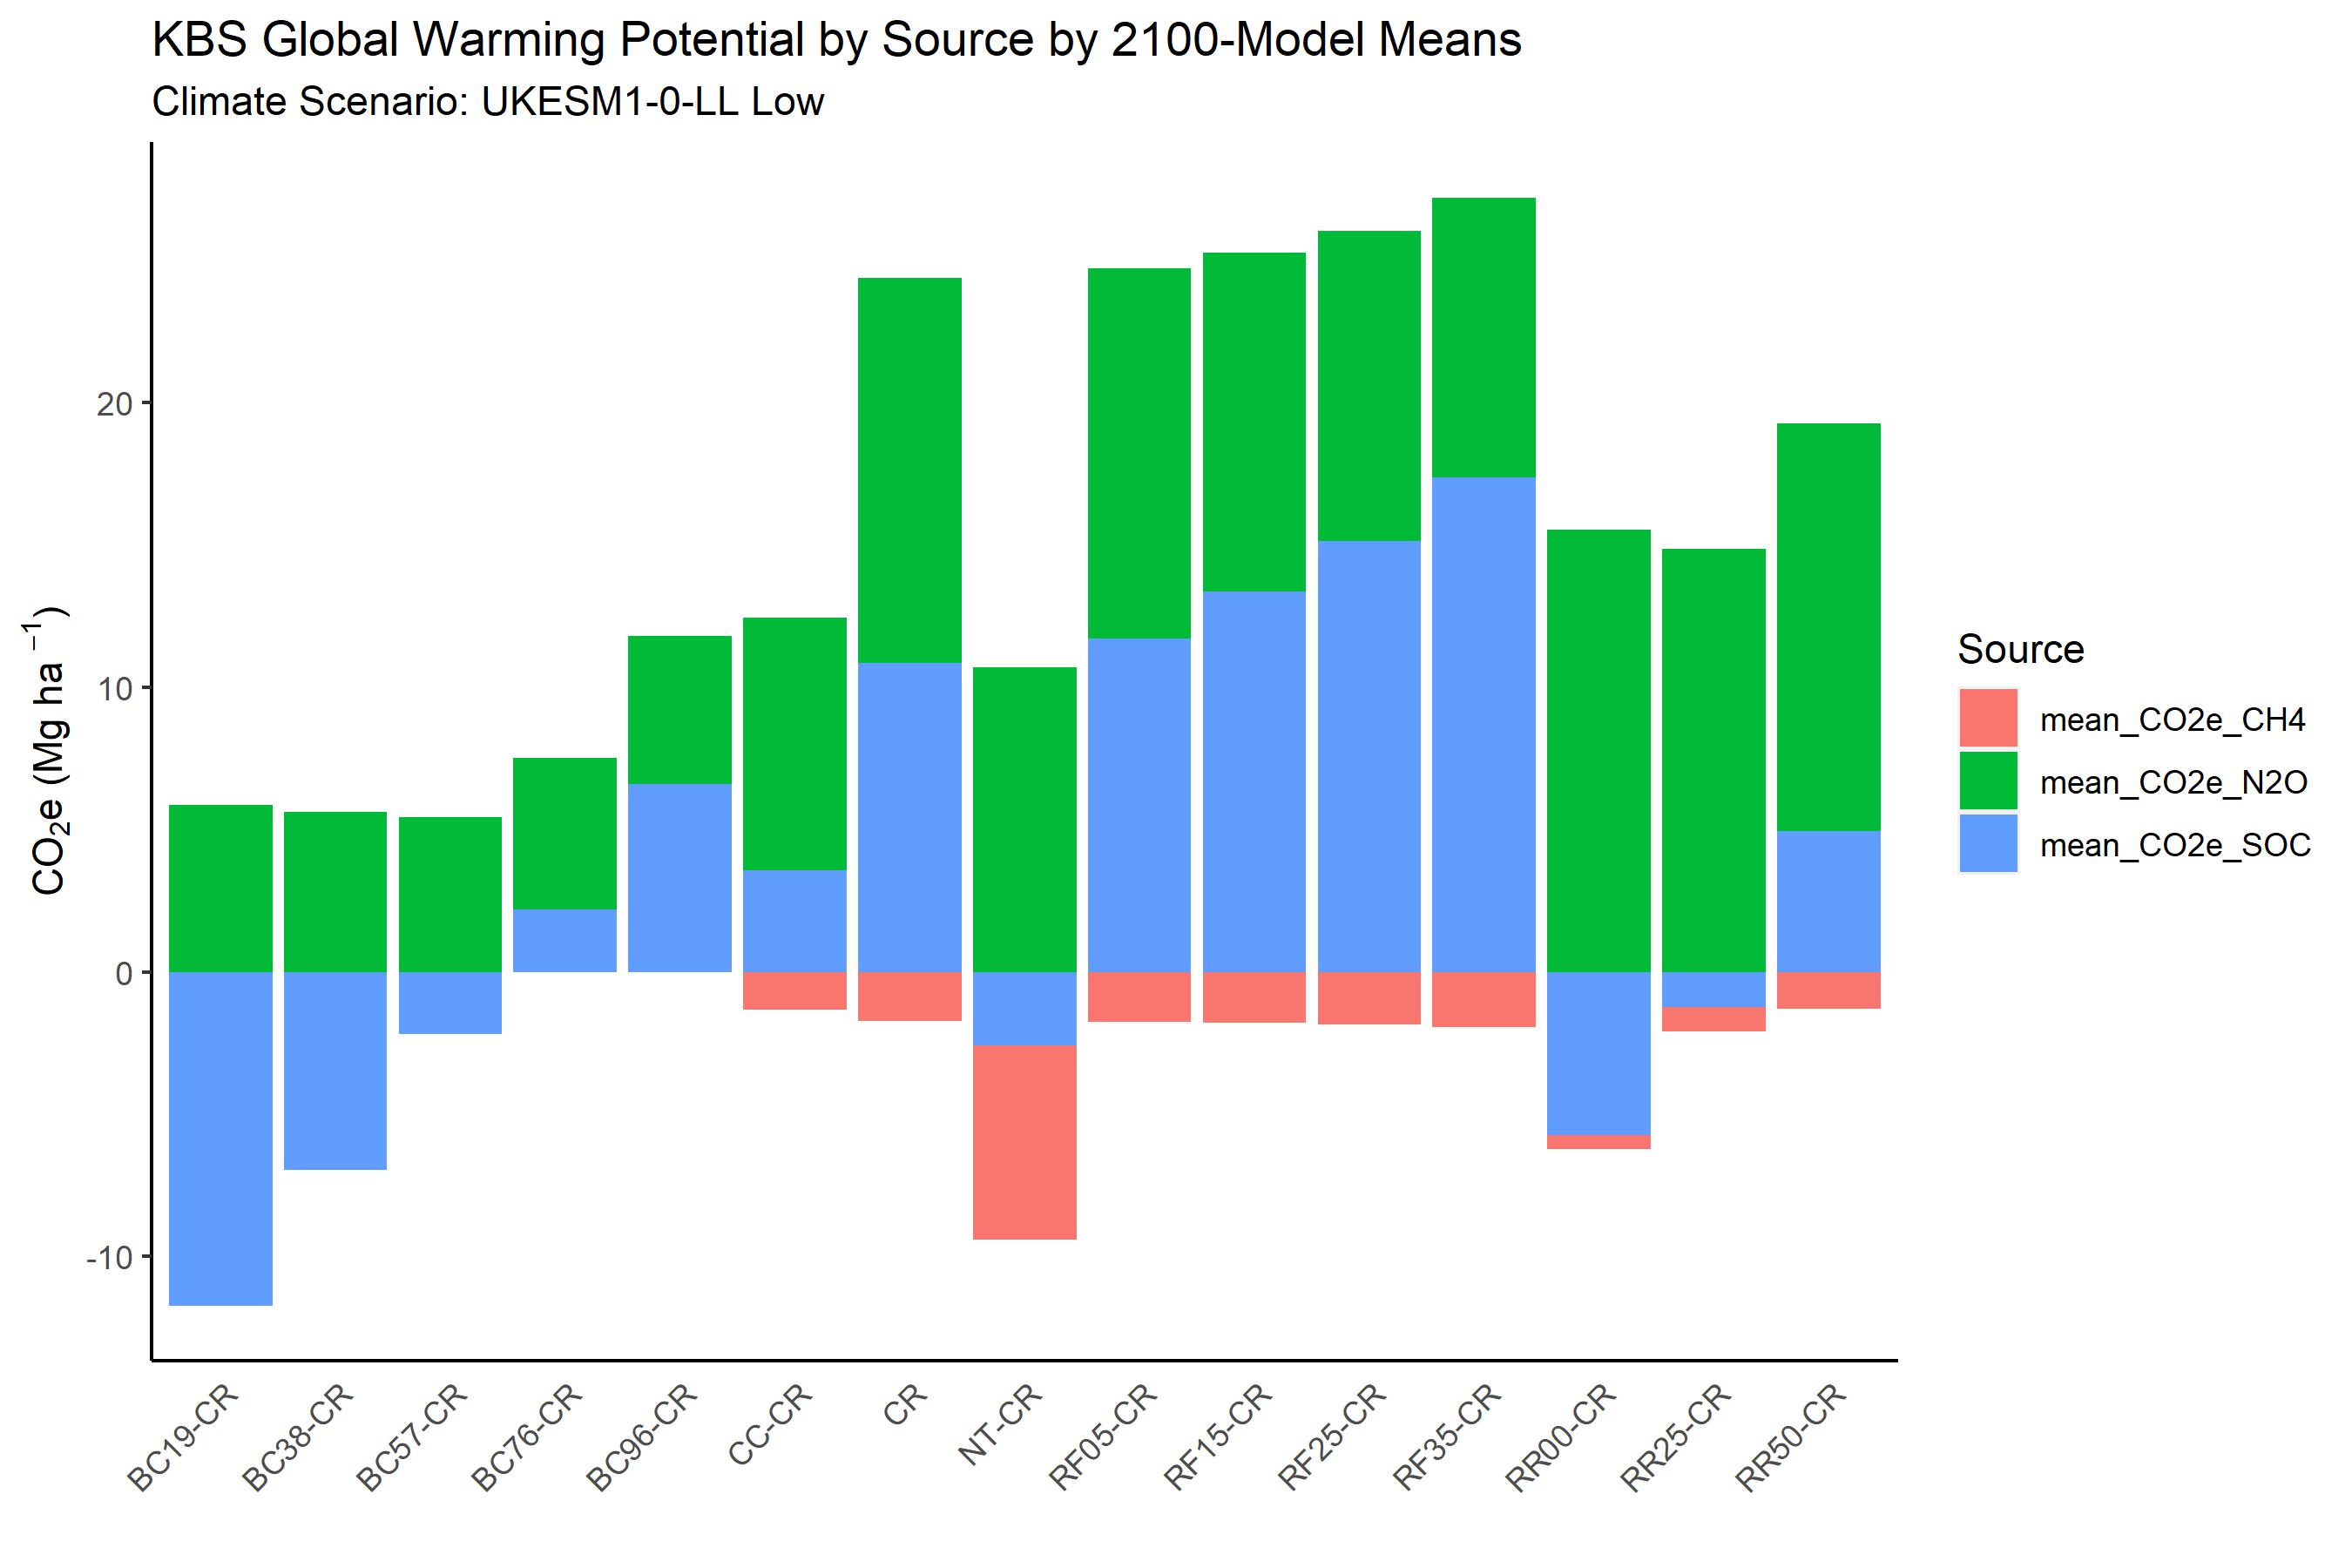 KBS Global Warming Potential by Source by 2100-Model Means
Climate Scenario: UKESM1-0-LL Low
CO₂e (Mg ha ⁻¹)
20
10
0
-10
BC19-CR
BC38-CR
BC57-CR
BC76-CR
BC96-CR
CC-CR
CR
NT-CR
RF05-CR
RF15-CR
RF25-CR
RF35-CR
RR00-CR
RR25-CR
RR50-CR
Source
mean_CO2e_CH4
mean_CO2e_N2O
mean_CO2e_SOC